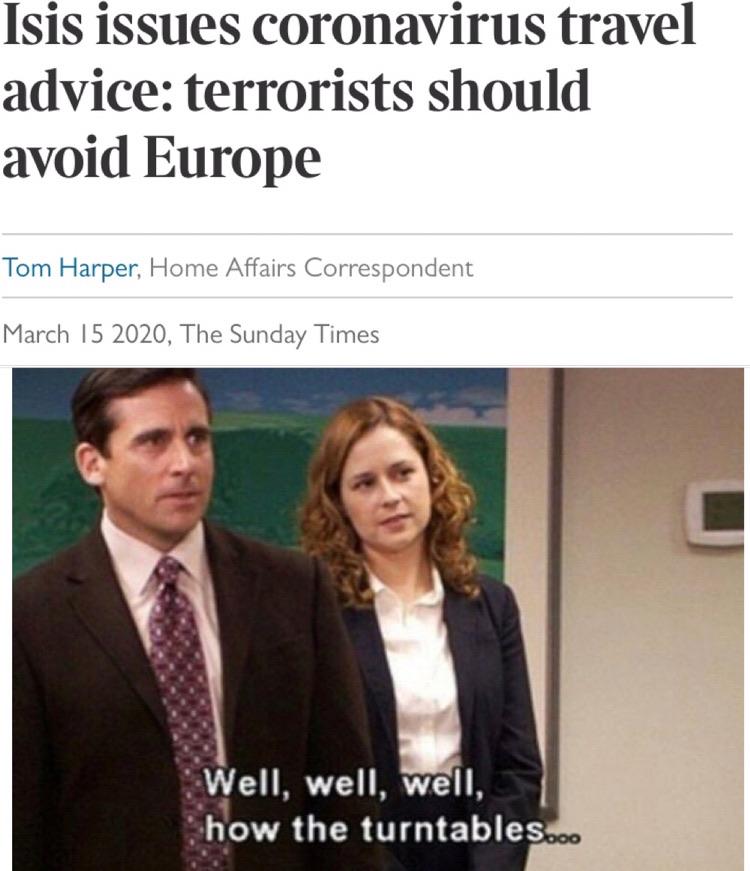 Isis issues coronavirus travel
advice: terrorists should
avoid Europe
Tom Harper, Home Affairs Correspondent
March 15 2020, The Sunday Times
Well, well, well,
how the turntables...